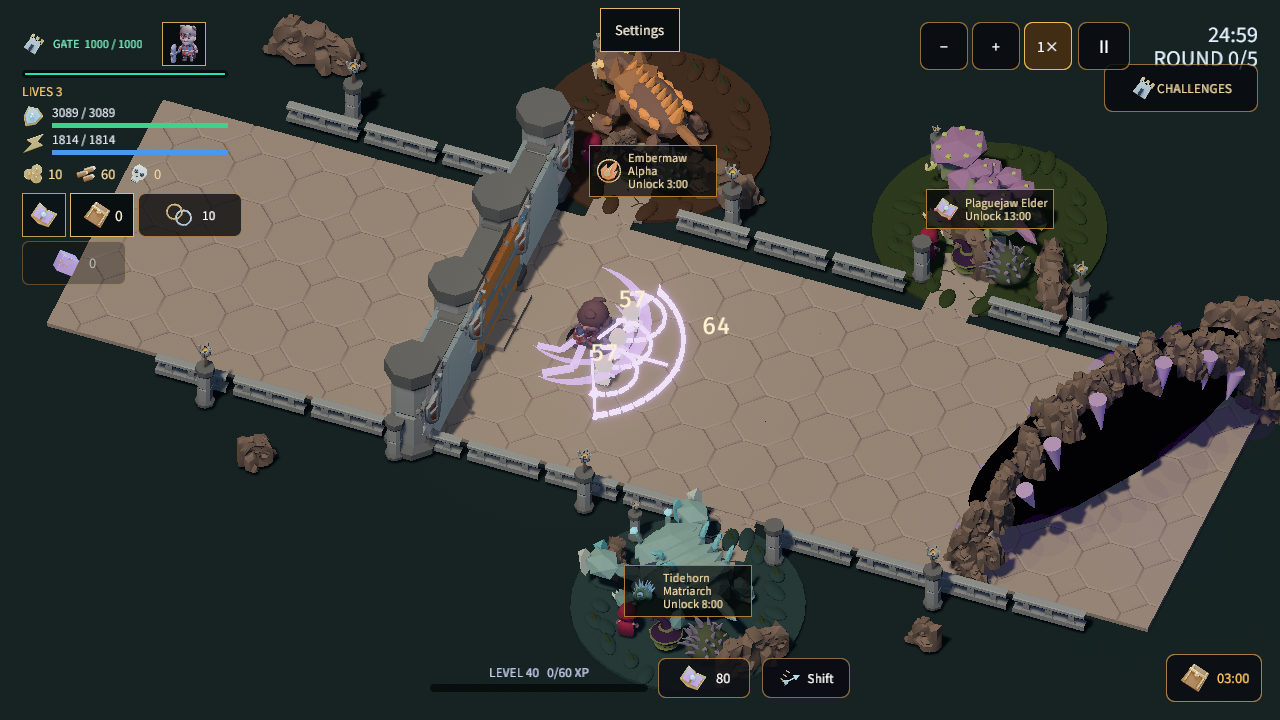 GATE 1000 / 1000
Settings
−
+
1×
24:59
ROUND 0/5
CHALLENGES
LIVES 3
3089 / 3089
1814 / 1814
10
60
0
0
10
0
Embermaw
Alpha
Unlock 3:00
Plaguejaw Elder
Unlock 13:00
57
64
57
Tidehorn
Matriarch
Unlock 8:00
LEVEL 40 0/60 XP
80
Shift
03:00